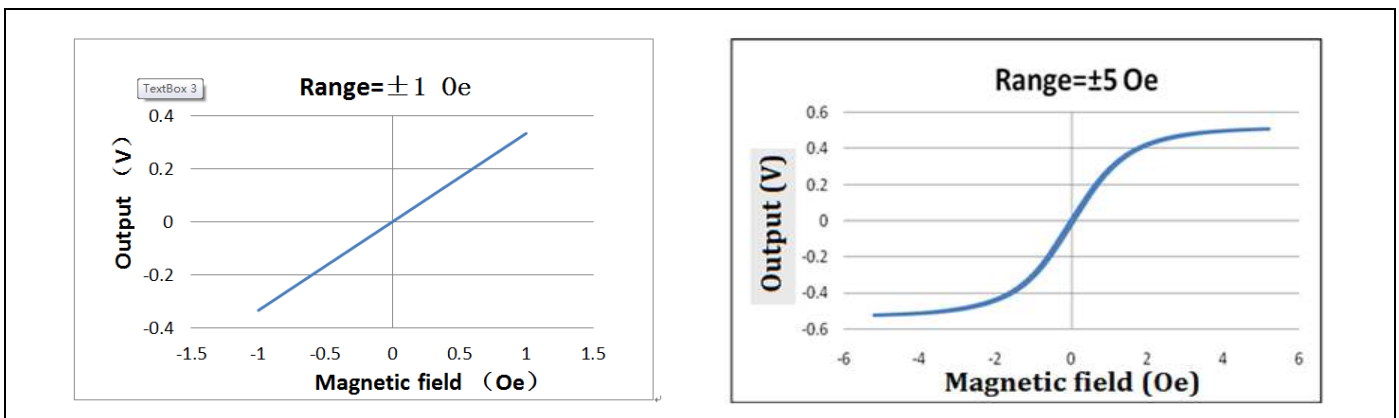 Range=±1 Oe
TextBox 3
0.4
0.2
0
-0.2
-0.4
Output （V）
-1.5 -1 -0.5 0 0.5 1 1.5
Magnetic field （Oe）
Range=±5 Oe
0.6
0.4
0.2
0
-0.2
-0.4
-0.6
Output (V)
-6 -4 -2 0 2 4 6
Magnetic field (Oe)